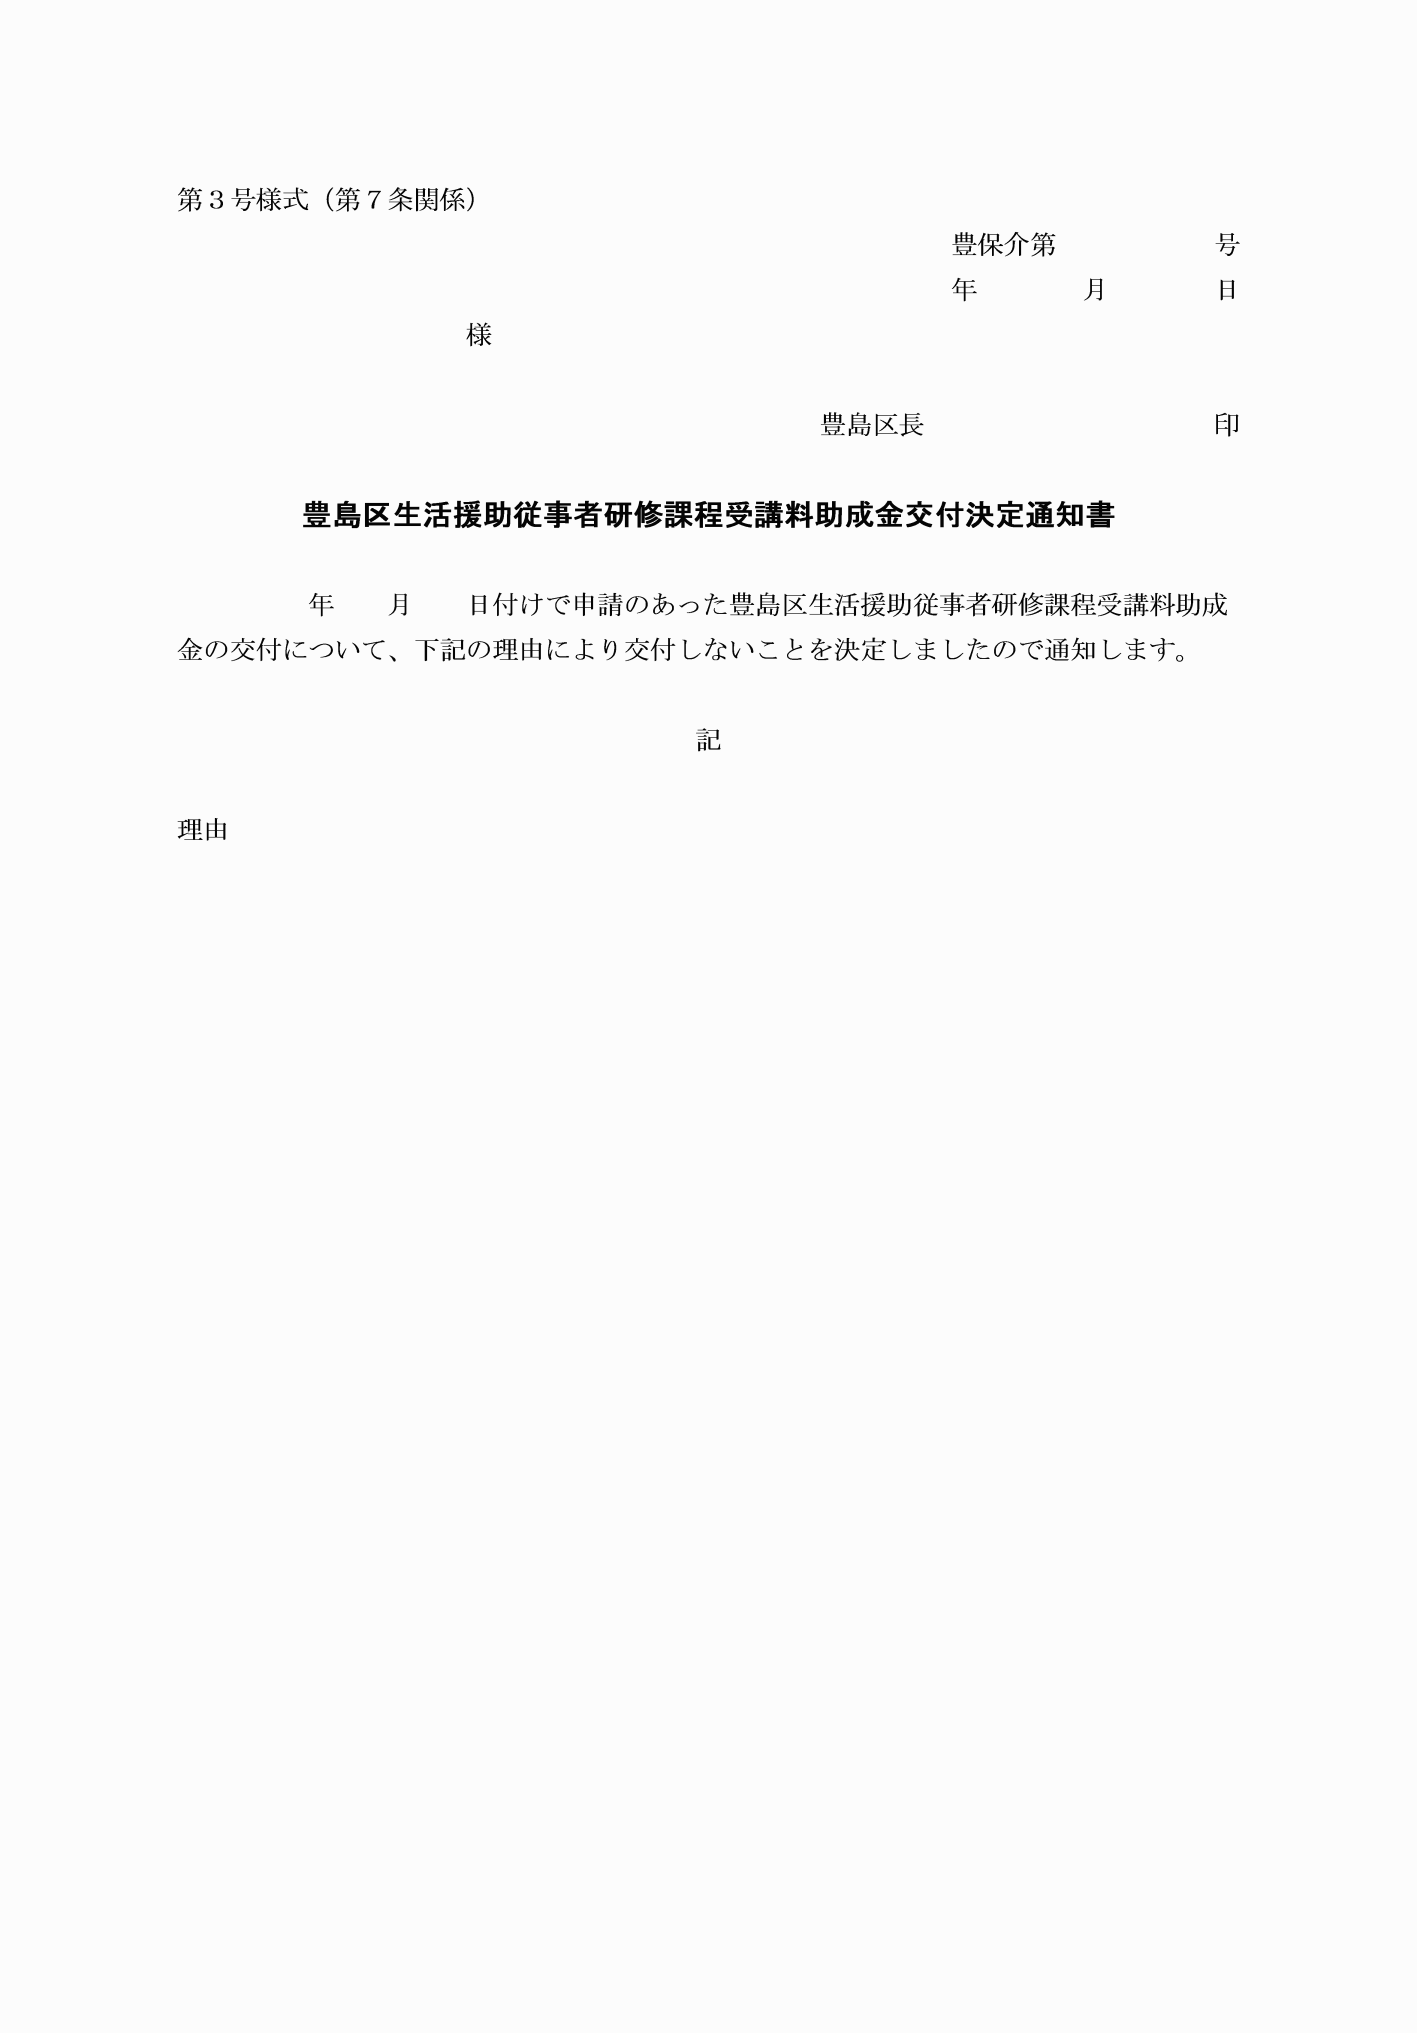 第３号様式（第７条関係）
豊保介第　　　　　　号
年　　　　月　　　　日
様
豊島区長　　　　　　　　　　　印
豊島区生活援助従事者研修課程受講料助成金交付決定通知書
年　　月　　日付けで申請のあった豊島区生活援助従事者研修課程受講料助成
金の交付について、下記の理由により交付しないことを決定しましたので通知します。
記
理由